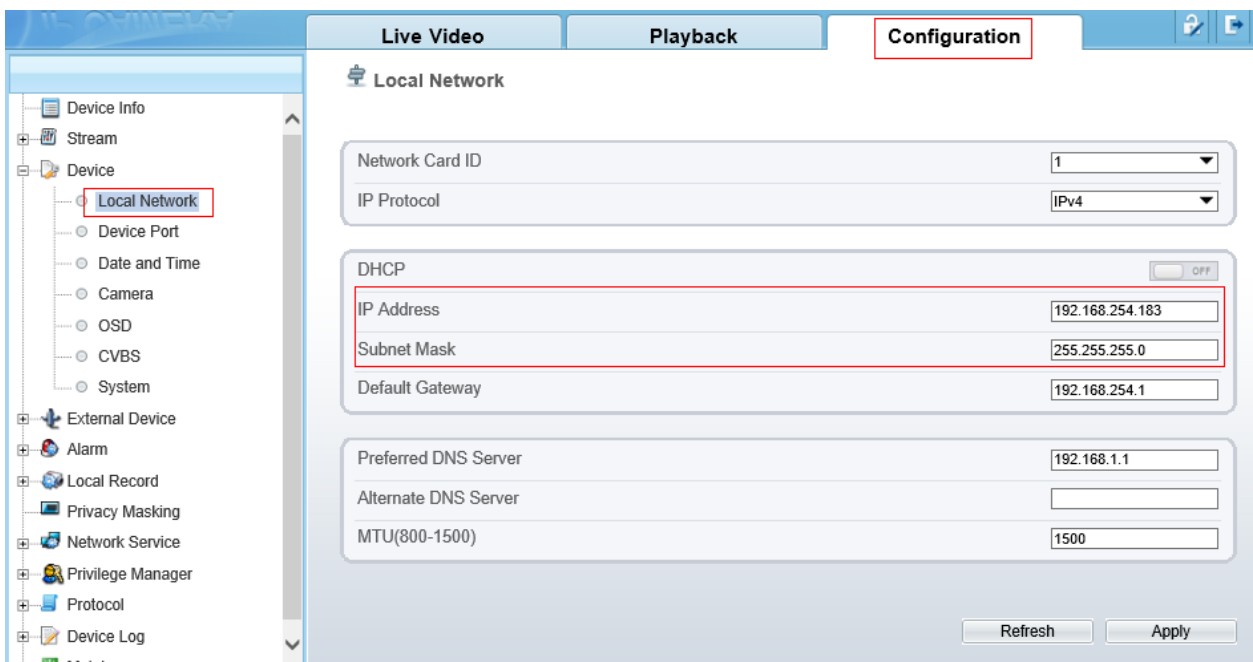 IP CAMERA
Live Video
Playback
Configuration
Device Info
Stream
Device
Local Network
Device Port
Date and Time
Camera
OSD
CVBS
System
External Device
Alarm
Local Record
Privacy Masking
Network Service
Privilege Manager
Protocol
Device Log
Local Network
Network Card ID
1
IP Protocol
IPv4
DHCP
OFF
IP Address
192.168.254.183
Subnet Mask
255.255.255.0
Default Gateway
192.168.254.1
Preferred DNS Server
192.168.1.1
Alternate DNS Server
MTU(800-1500)
1500
Refresh
Apply